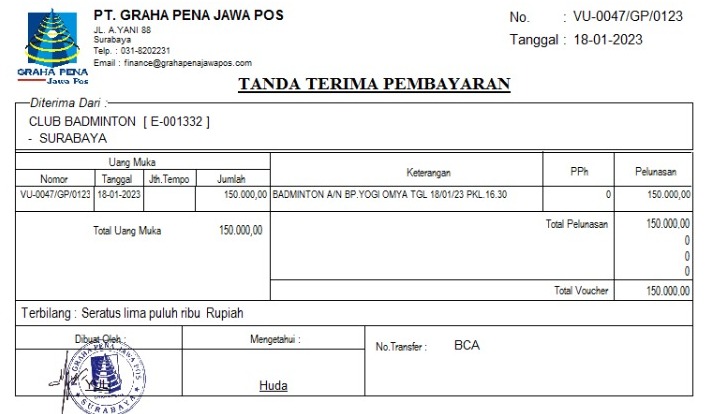 PT. GRAHA PENA JAWA POS
JL. A.YANI 88
Surabaya
Telp. : 031-8202231
Email : finance@grahapenajawapos.com
GRAHA PENA
Jawa Pos
No. : VU-0047/GP/0123
Tanggal : 18-01-2023
TANDA TERIMA PEMBAYARAN
Diterima Dari :
CLUB BADMINTON [ E-001332 ]
- SURABAYA
Uang Muka
Nomor Tanggal Jth.Tempo Jumlah Keterangan PPh Pelunasan
VU-0047/GP/0123 18-01-2023 150.000,00 BADMINTON A/N BP.YOGI OMYA TGL 18/01/23 PKL.16.30 0 150.000,00
Total Uang Muka 150.000,00 Total Pelunasan 150.000,00
0
0
0
Total Voucher 150.000,00
Terbilang : Seratus lima puluh ribu Rupiah
Dibuat Oleh : Mengetahui : No.Transfer : BCA
PT. GRAHA PENA JAWA POS
SURABAYA
Huda